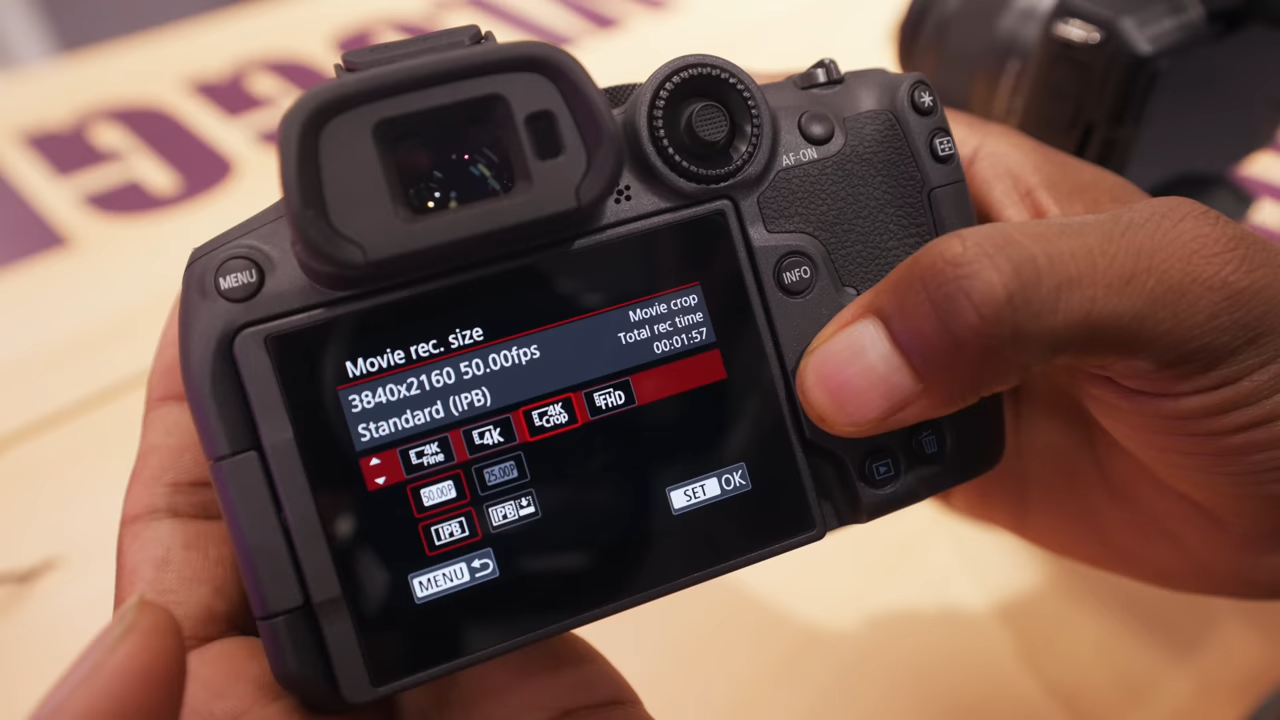 AF-ON
MENU
INFO
Movie rec. size
Movie crop
3840x2160 50.00fps
Total rec time
Standard (IPB)
00:01:57
4K Fine
4K
4K Crop
FHD
50.00P
25.00P
IPB
IPB
SET OK
MENU